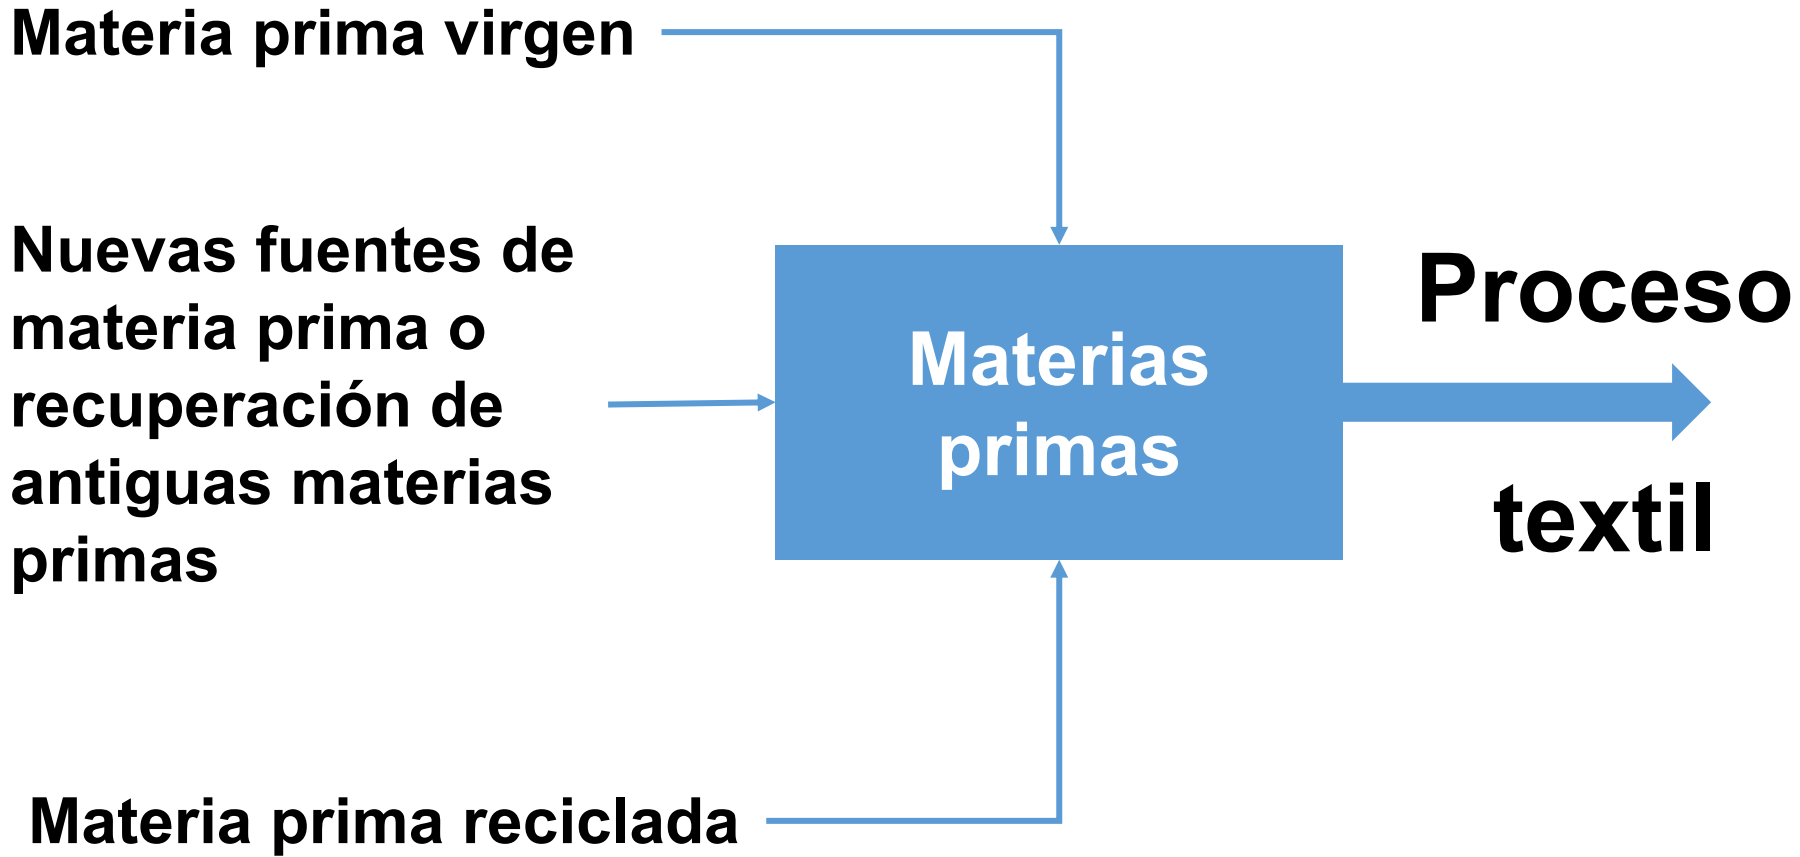 Materia prima virgen
Nuevas fuentes de
materia prima o
recuperación de
antiguas materias
primas
Materia prima reciclada
Materias
primas
Proceso
textil